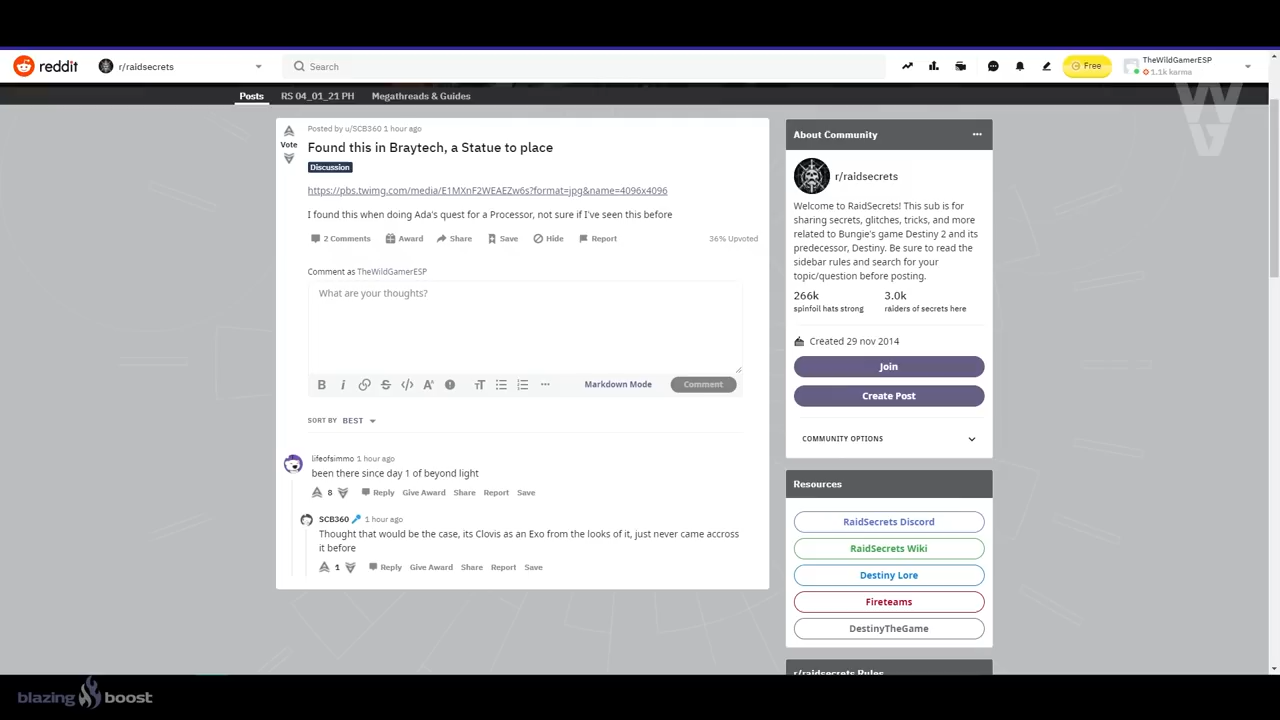 reddit
r/raidsecrets
Search
Free
TheWildGamerESP
1.1k karma
Posts
RS 04_01_21 PH
Megathreads & Guides
Vote
Posted by u/SCB360 1 hour ago
Found this in Braytech, a Statue to place
Discussion
https://pbs.twimg.com/media/E1MXnF2WEAEZw6s?format=jpg&name=4096x4096
I found this when doing Ada's quest for a Processor, not sure if I've seen this before
2 Comments Award Share Save Hide Report 36% Upvoted
Comment as TheWildGamerESP
What are your thoughts?
B i S </> A T Markdown Mode Comment
SORT BY BEST
lifeofsimmo 1 hour ago
been there since day 1 of beyond light
8 Reply Give Award Share Report Save
SCB360 1 hour ago
Thought that would be the case, its Clovis as an Exo from the looks of it, just never came accross
it before
1 Reply Give Award Share Report Save
About Community
r/raidsecrets
Welcome to RaidSecrets! This sub is for
sharing secrets, glitches, tricks, and more
related to Bungie's game Destiny 2 and its
predecessor, Destiny. Be sure to read the
sidebar rules and search for your
topic/question before posting.
266k 3.0k
spinfoil hats strong raiders of secrets here
Created 29 nov 2014
Join
Create Post
COMMUNITY OPTIONS
Resources
RaidSecrets Discord
RaidSecrets Wiki
Destiny Lore
Fireteams
DestinyTheGame
r/raidsecrets Rules
blazing boost